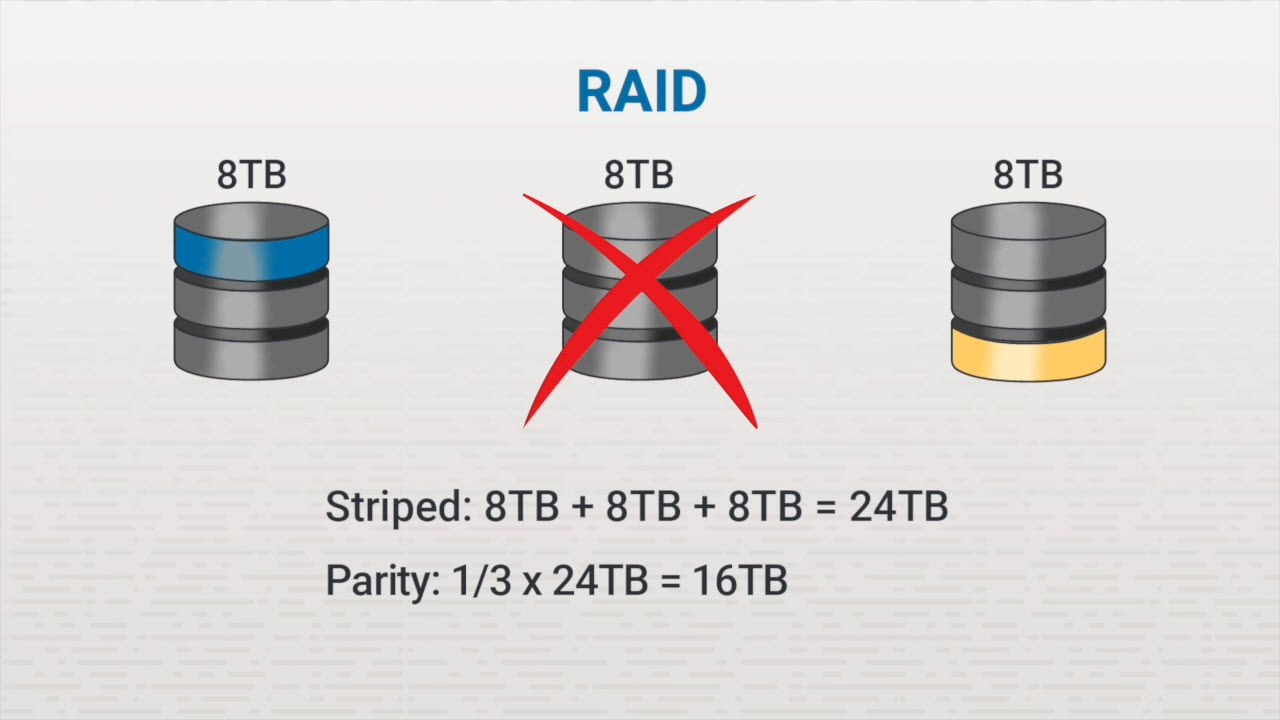 RAID
8TB 8TB 8TB
Striped: 8TB + 8TB + 8TB = 24TB
Parity: 1/3 x 24TB = 16TB